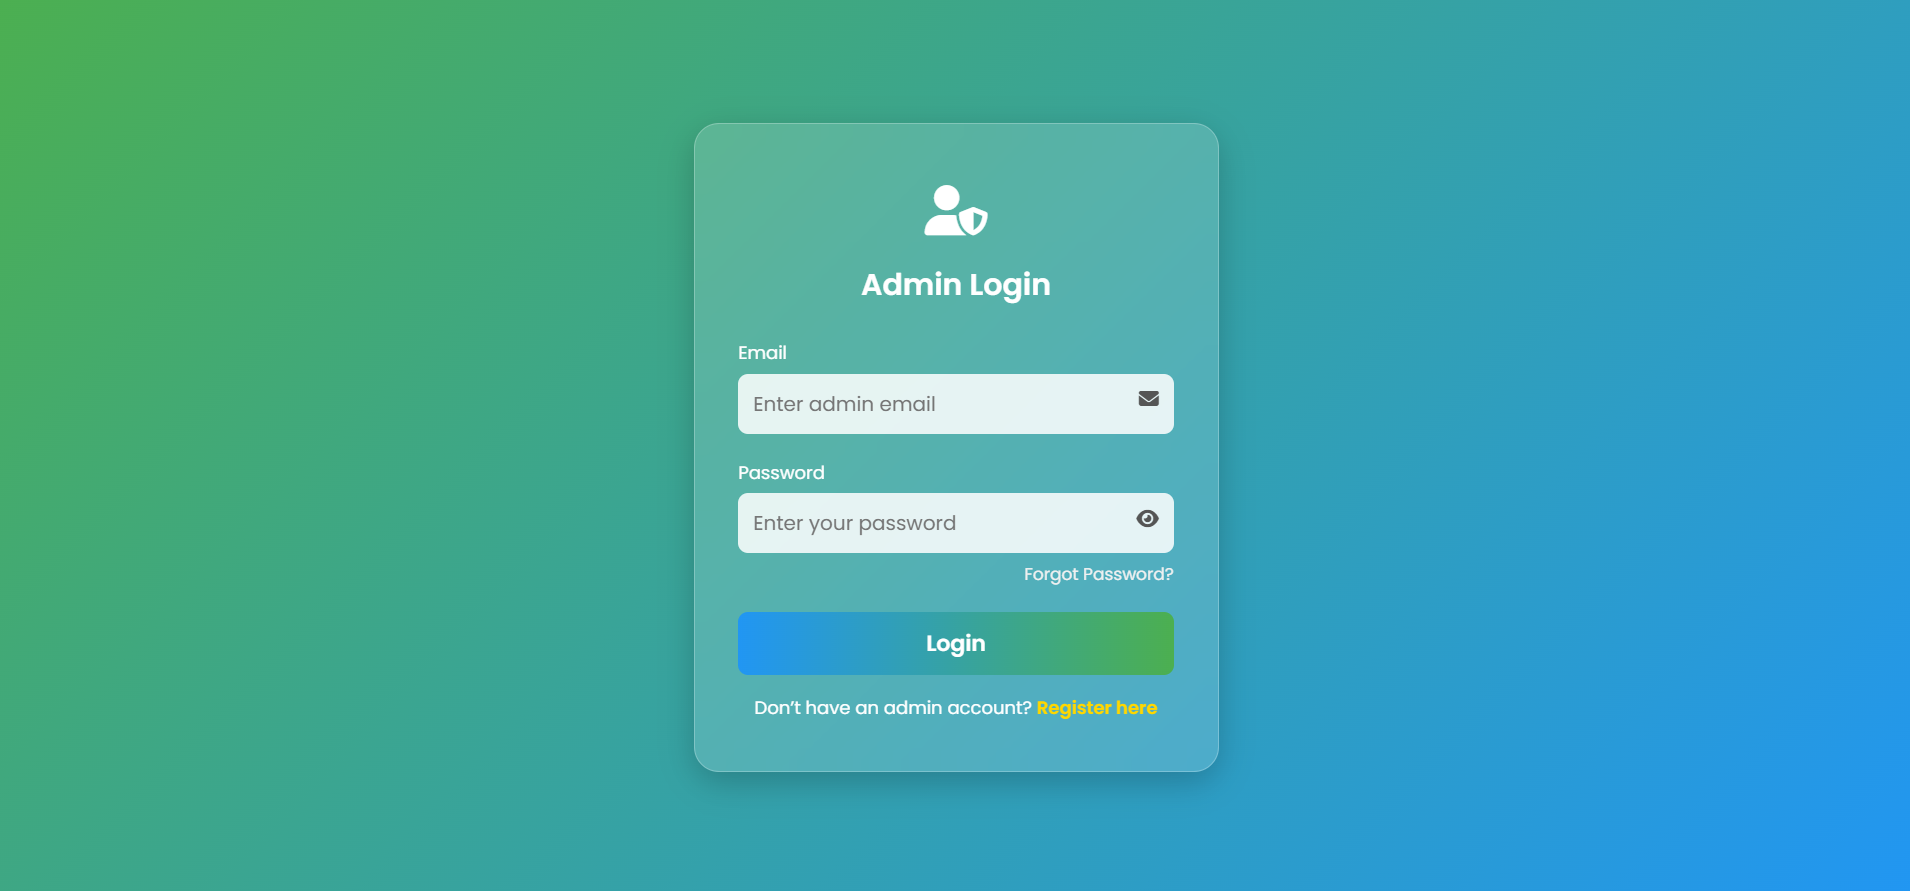 Admin Login
Email
Enter admin email
Password
Enter your password
Forgot Password?
Login
Don’t have an admin account? Register here